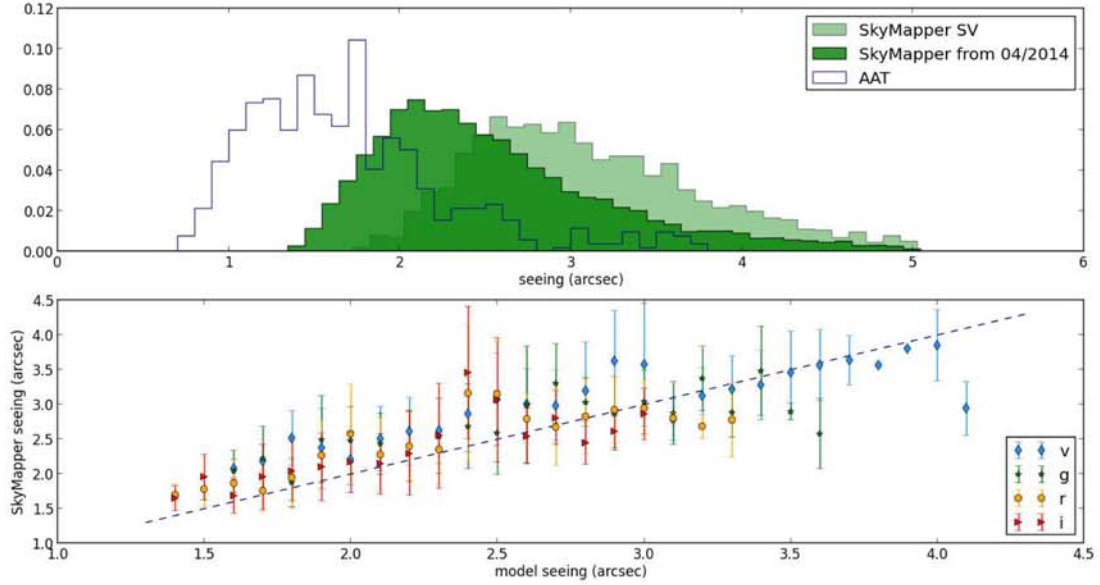 0.12
0.10
0.08
0.06
0.04
0.02
0.00
SkyMapper SV
SkyMapper from 04/2014
AAT
0 1 2 3 4 5 6
seeing (arcsec)
SkyMapper seeing (arcsec)
4.5
4.0
3.5
3.0
2.5
2.0
1.5
1.0
v
g
r
i
1.0 1.5 2.0 2.5 3.0 3.5 4.0 4.5
model seeing (arcsec)